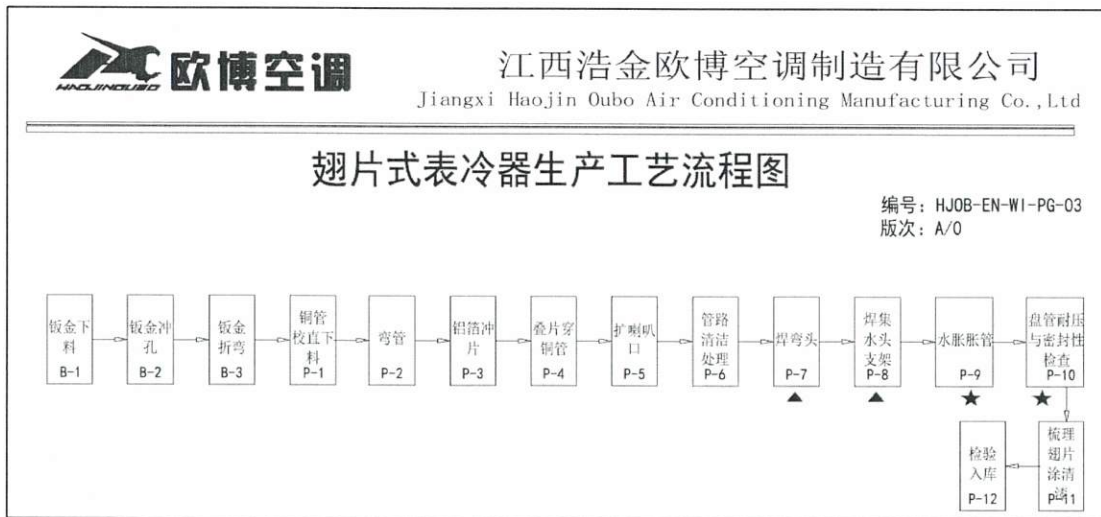 欧博空调
HAOJINOUBO
江西浩金欧博空调制造有限公司
Jiangxi Haojin Oubo Air Conditioning Manufacturing Co.,Ltd
翅片式表冷器生产工艺流程图
编号: HJOB-EN-WI-PG-03
版次: A/0
钣金下
料
B-1
钣金冲
孔
B-2
钣金
折弯
B-3
铜管
校直下
料
P-1
弯管
P-2
铝箔冲
片
P-3
叠片穿
铜管
P-4
扩喇叭
口
P-5
管路
清洁
处理
P-6
焊弯头
P-7
焊集
水头
支架
P-8
水胀胀管
P-9
盘管耐压
与密封性
检查
P-10
梳理
翅片
涂清
漆
P-11
检验
入库
P-12